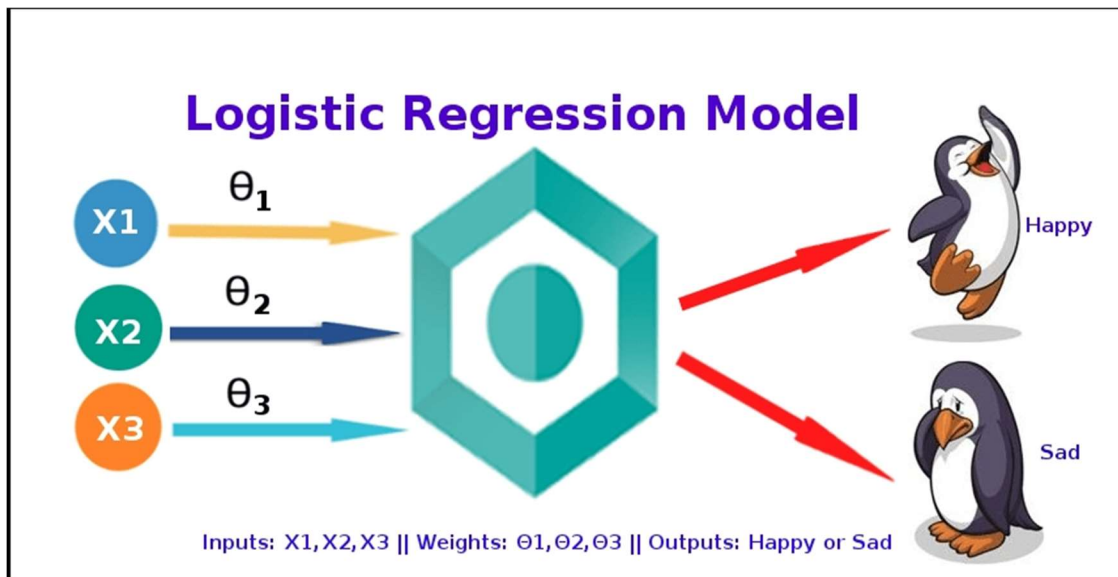 Logistic Regression Model
X1
θ1
Happy
X2
θ2
X3
θ3
Sad
Inputs: X1,X2,X3 || Weights: Θ1,Θ2,Θ3 || Outputs: Happy or Sad